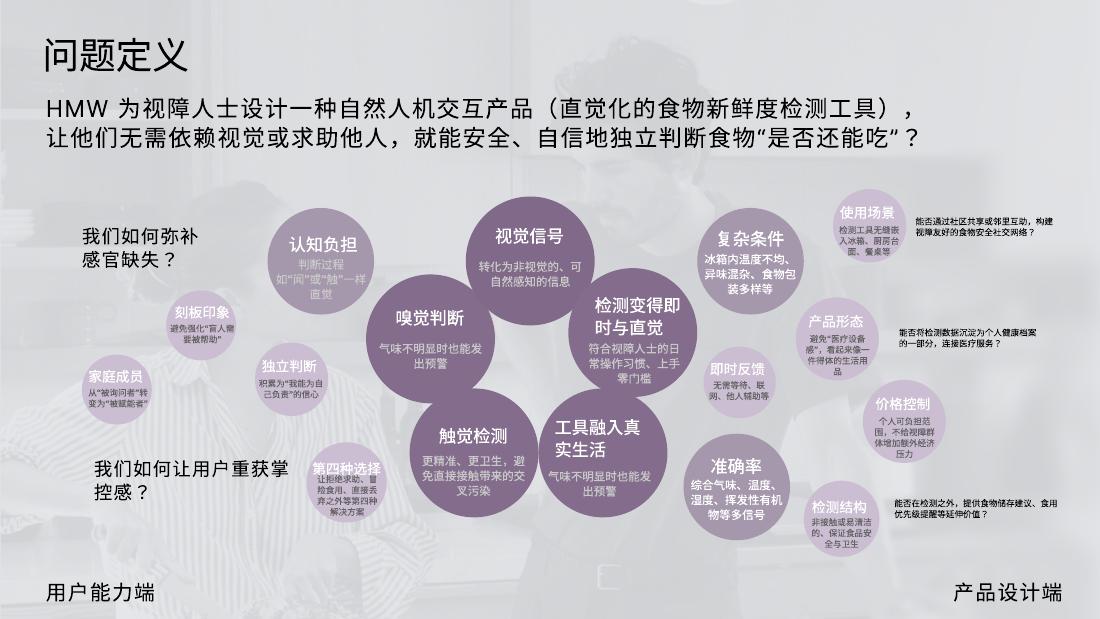 问题定义
HMW 为视障人士设计一种自然人机交互产品（直觉化的食物新鲜度检测工具），
让他们无需依赖视觉或求助他人，就能安全、自信地独立判断食物“是否还能吃”？
我们如何弥补
感官缺失？
认知负担
判断过程
如“闻”或“触”一样
直觉
刻板印象
避免强化“盲人需
要被帮助”
家庭成员
从“被询问者”转
变为“被赋能者”
独立判断
积累为“我能为自
己负责”的信心
我们如何让用户重获掌
控感？
第四种选择
让拒绝求助、冒
险食用、直接丢
弃之外等第四种
解决方案
视觉信号
转化为非视觉的、可
自然感知的信息
嗅觉判断
气味不明显时也能发
出预警
检测变得即
时与直觉
符合视障人士的日
常操作习惯、上手
零门槛
触觉检测
更精准、更卫生，避
免直接接触带来的交
叉污染
工具融入真
实生活
气味不明显时也能发
出预警
复杂条件
冰箱内温度不均、
异味混杂、食物包
装多样等
即时反馈
无需等待、联
网、他人辅助等
准确率
综合气味、温度、
湿度、挥发性有机
物等多信号
使用场景
检测工具无缝嵌
入冰箱、厨房台
面、餐桌等
能否通过社区共享或邻里互助，构建
视障友好的食物安全社交网络？
产品形态
避免“医疗设备
感”，看起来像一
件得体的生活用
品
能否将检测数据沉淀为个人健康档案
的一部分，连接医疗服务？
价格控制
个人可负担范
围，不给视障群
体增加额外经济
压力
检测结构
非接触或易清洁
的、保证食品安
全与卫生
能否在检测之外，提供食物储存建议、食用
优先级提醒等延伸价值？
用户能力端
产品设计端